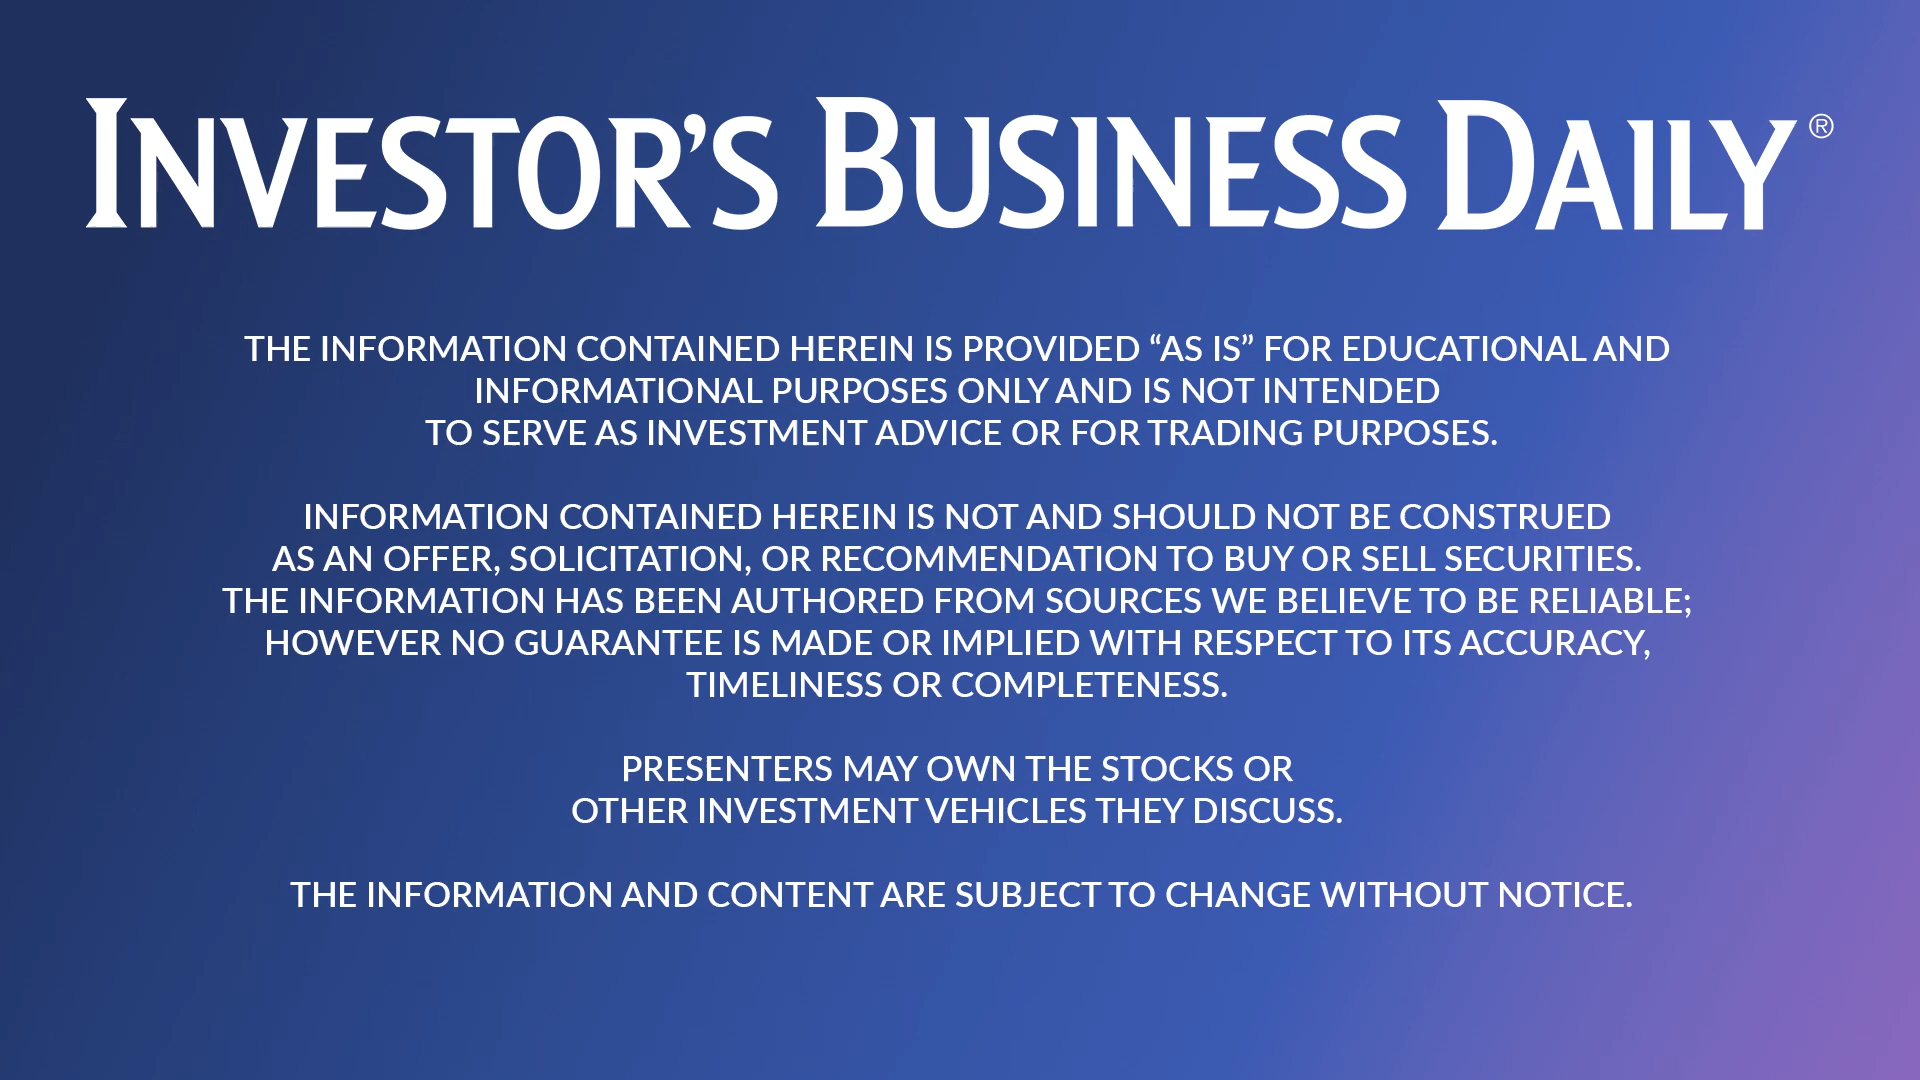 INVESTOR'S BUSINESS DAILY®
THE INFORMATION CONTAINED HEREIN IS PROVIDED “AS IS” FOR EDUCATIONAL AND
INFORMATIONAL PURPOSES ONLY AND IS NOT INTENDED
TO SERVE AS INVESTMENT ADVICE OR FOR TRADING PURPOSES.
INFORMATION CONTAINED HEREIN IS NOT AND SHOULD NOT BE CONSTRUED
AS AN OFFER, SOLICITATION, OR RECOMMENDATION TO BUY OR SELL SECURITIES.
THE INFORMATION HAS BEEN AUTHORED FROM SOURCES WE BELIEVE TO BE RELIABLE;
HOWEVER NO GUARANTEE IS MADE OR IMPLIED WITH RESPECT TO ITS ACCURACY,
TIMELINESS OR COMPLETENESS.
PRESENTERS MAY OWN THE STOCKS OR
OTHER INVESTMENT VEHICLES THEY DISCUSS.
THE INFORMATION AND CONTENT ARE SUBJECT TO CHANGE WITHOUT NOTICE.